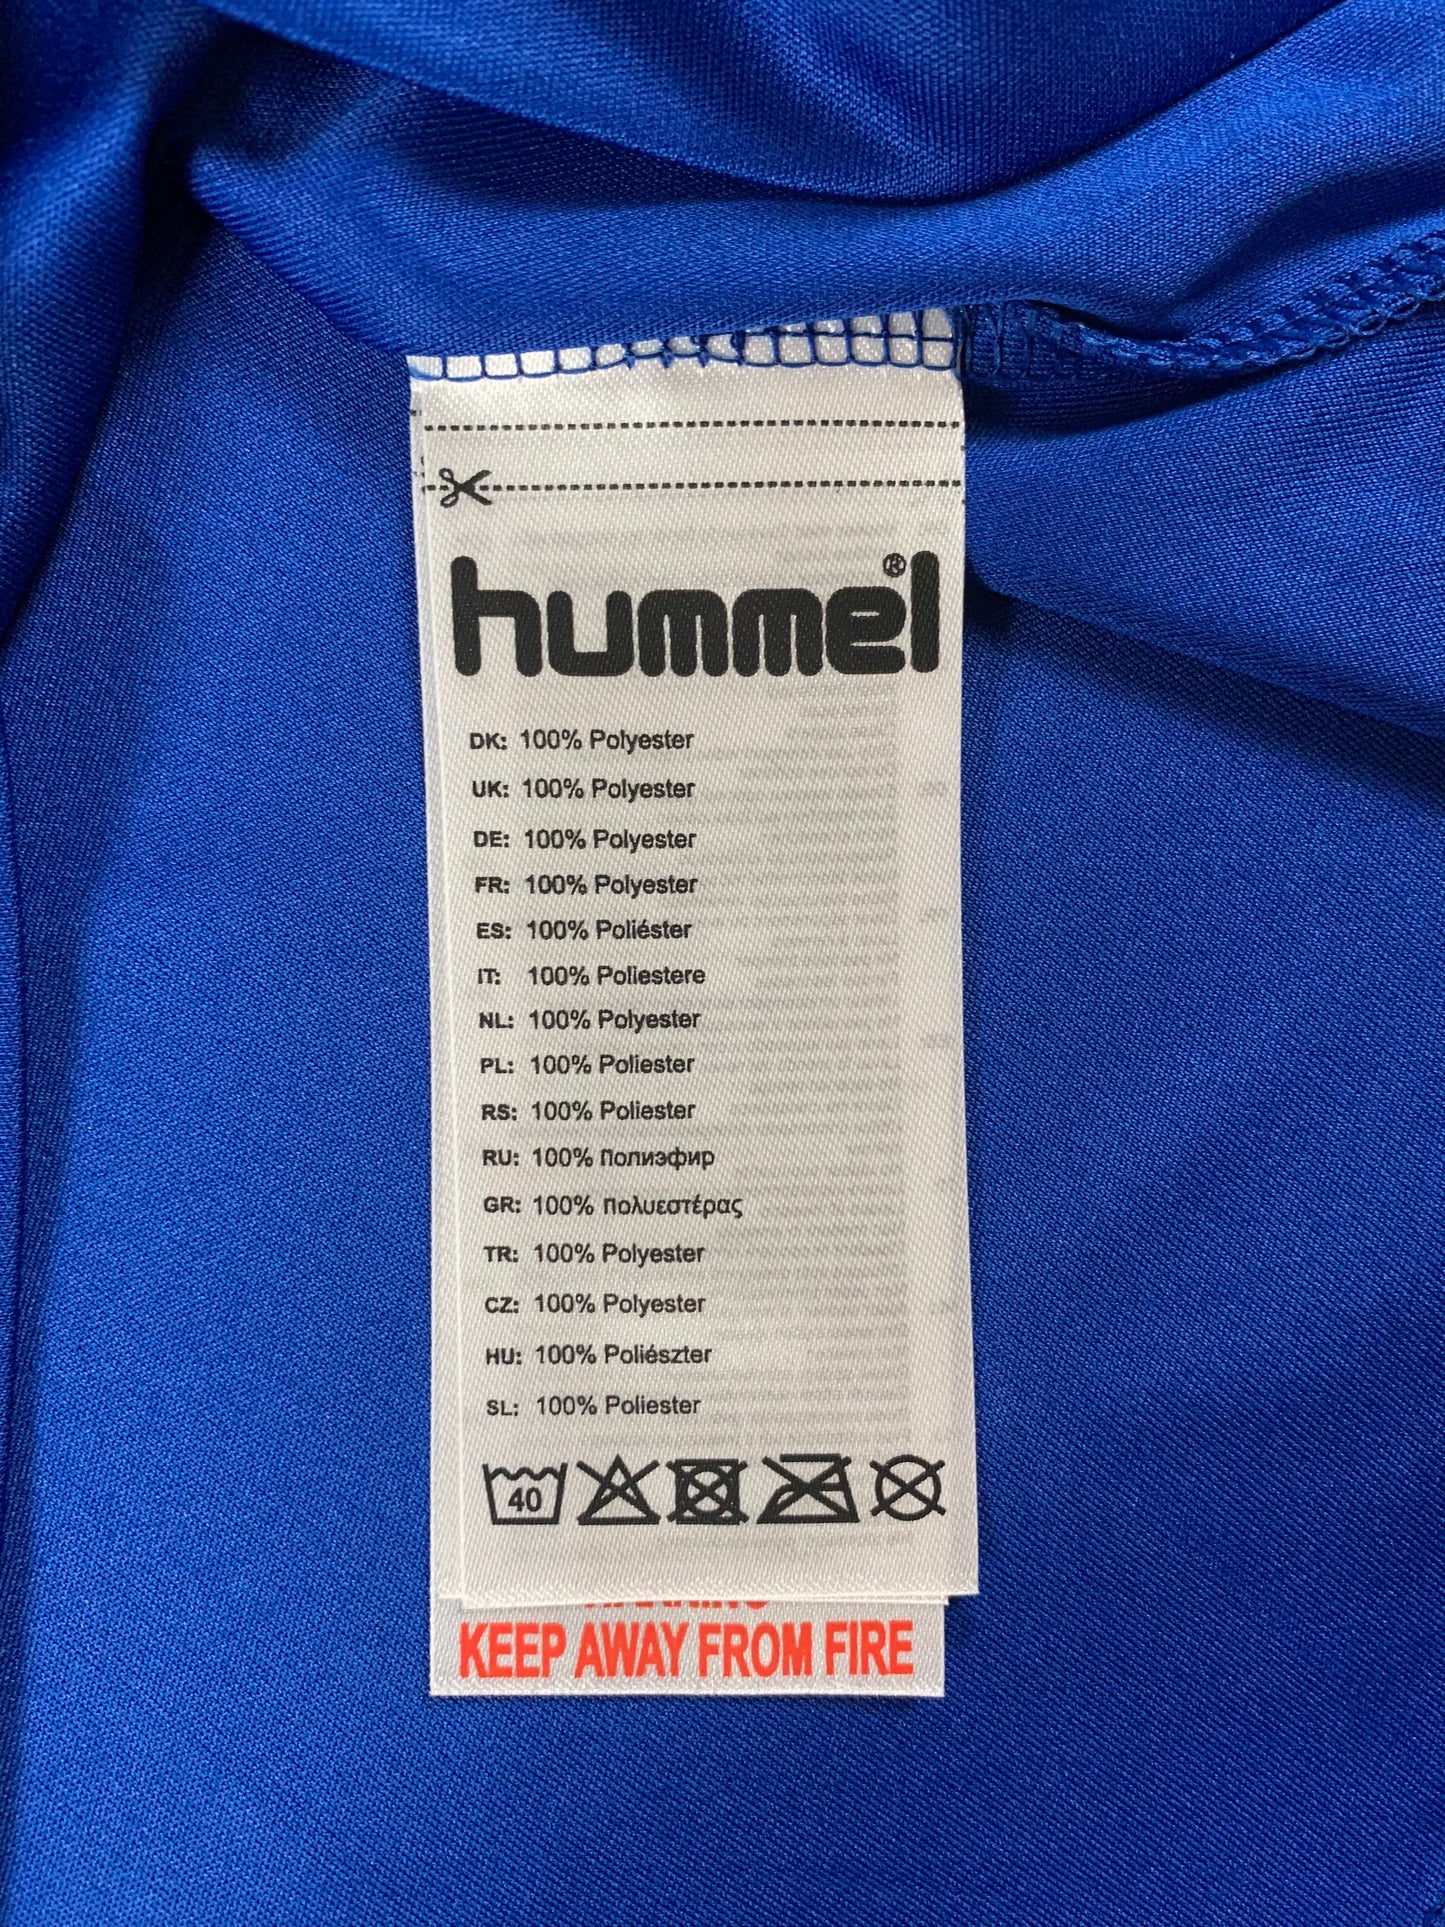 hummel®
DK: 100% Polyester
UK: 100% Polyester
DE: 100% Polyester
FR: 100% Polyester
ES: 100% Poliéster
IT: 100% Poliestere
NL: 100% Polyester
PL: 100% Poliester
RS: 100% Poliester
RU: 100% Полиэфир
GR: 100% πολυεστέρας
TR: 100% Polyester
CZ: 100% Polyester
HU: 100% Poliészter
SL: 100% Poliester
40
KEEP AWAY FROM FIRE